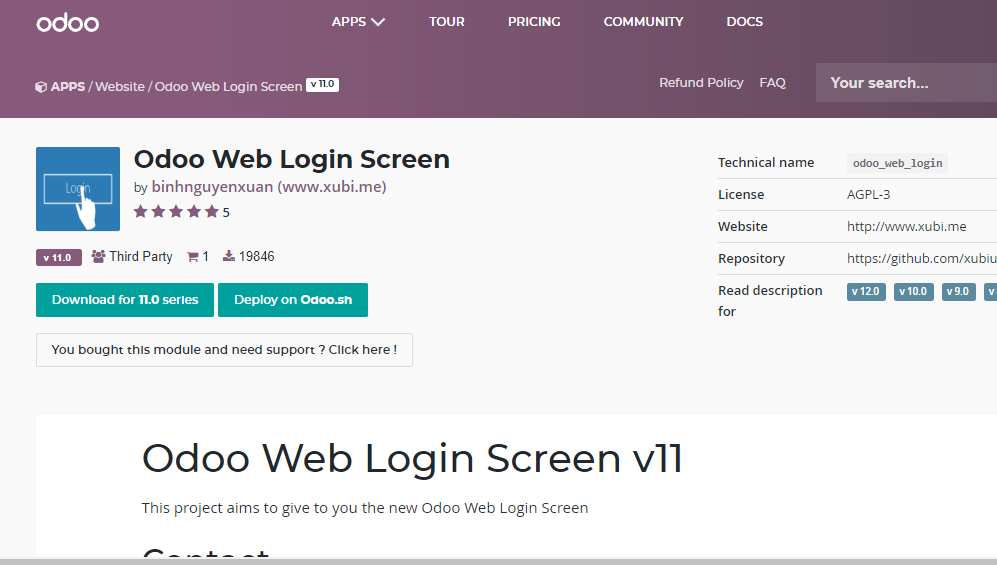 odoo APPS TOUR PRICING COMMUNITY DOCS
APPS / Website / Odoo Web Login Screen v 11.0 Refund Policy FAQ Your search...
Login
Odoo Web Login Screen
by binhnguyenxuan (www.xubi.me)
5
v 11.0 Third Party 1 19846
Download for 11.0 series Deploy on Odoo.sh
You bought this module and need support ? Click here !
Technical name odoo_web_login
License AGPL-3
Website http://www.xubi.me
Repository https://github.com/xubiu
Read description for v 12.0 v 10.0 v 9.0 v
Odoo Web Login Screen v11
This project aims to give to you the new Odoo Web Login Screen
Contact